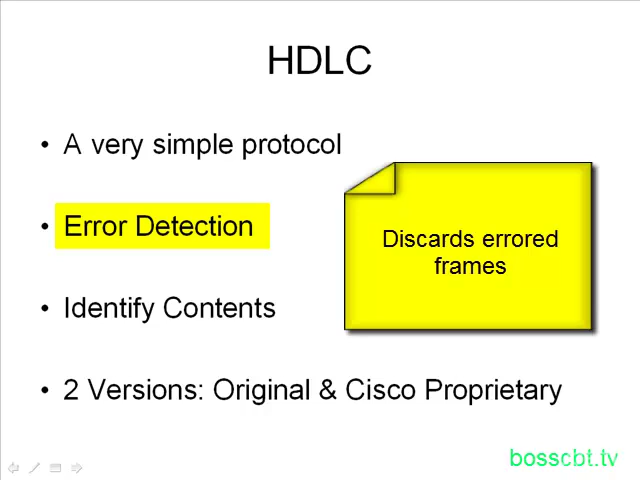 HDLC
• A very simple protocol
• Error Detection
Discards errored
frames
• Identify Contents
• 2 Versions: Original & Cisco Proprietary
bosscbt.tv